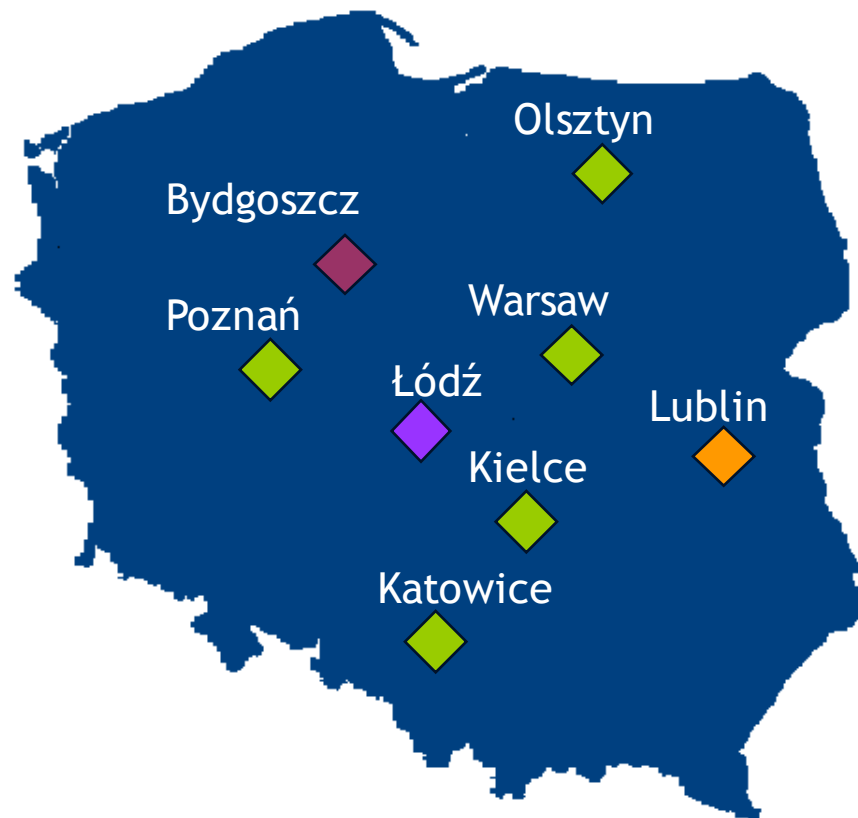 Olsztyn
Bydgoszcz
Warsaw
Poznań
Łódź
Lublin
Kielce
Katowice